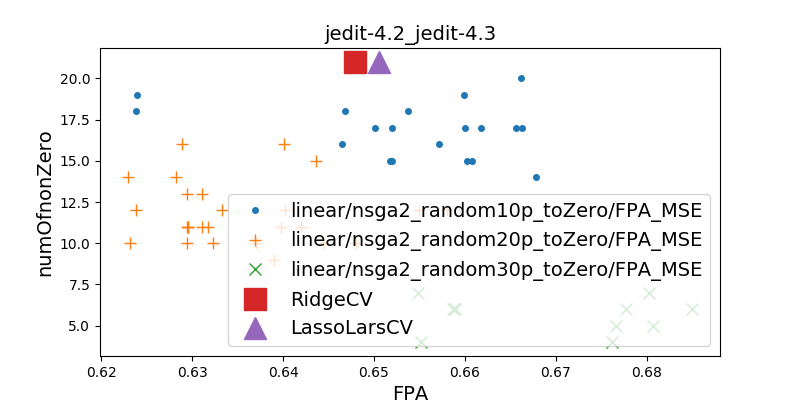 jedit-4.2_jedit-4.3
numOfnonZero
20.0
17.5
15.0
12.5
10.0
7.5
5.0
linear/nsga2_random10p_toZero/FPA_MSE
linear/nsga2_random20p_toZero/FPA_MSE
linear/nsga2_random30p_toZero/FPA_MSE
RidgeCV
LassoLarsCV
0.62 0.63 0.64 0.65 0.66 0.67 0.68
FPA